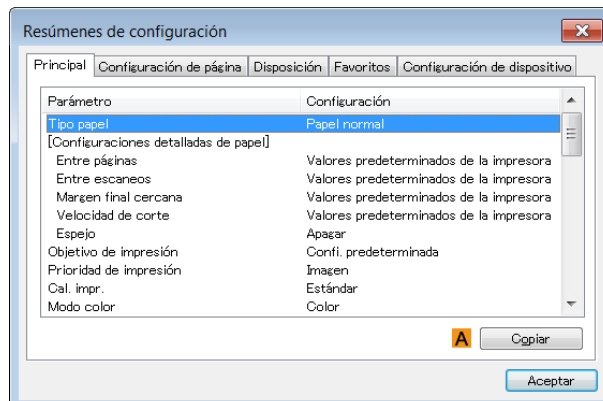 Resúmenes de configuración
Principal Configuración de página Disposición Favoritos Configuración de dispositivo
Parámetro Configuración
Tipo papel Papel normal
[Configuraciones detalladas de papel]
Entre páginas Valores predeterminados de la impresora
Entre escaneos Valores predeterminados de la impresora
Margen final cercana Valores predeterminados de la impresora
Velocidad de corte Valores predeterminados de la impresora
Espejo Apagar
Objetivo de impresión Confi. predeterminada
Prioridad de impresión Imagen
Cal. impr. Estándar
Modo color Color
A Copiar
Aceptar